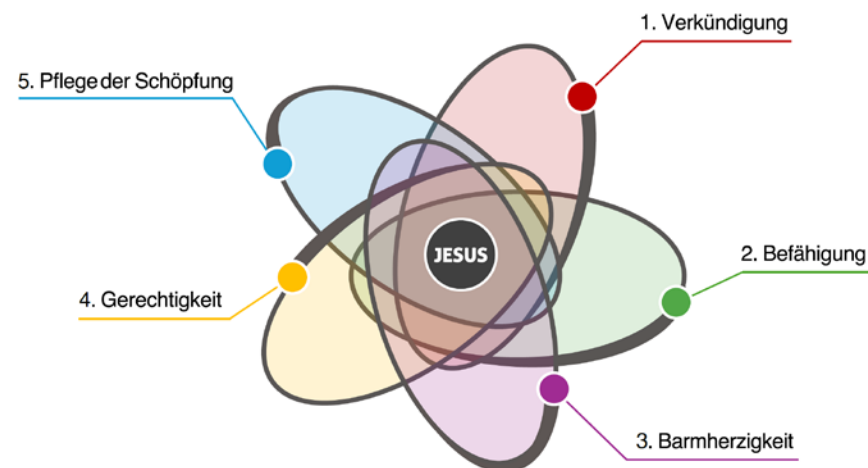 1. Verkündigung
5. Pflege der Schöpfung
JESUS
2. Befähigung
4. Gerechtigkeit
3. Barmherzigkeit